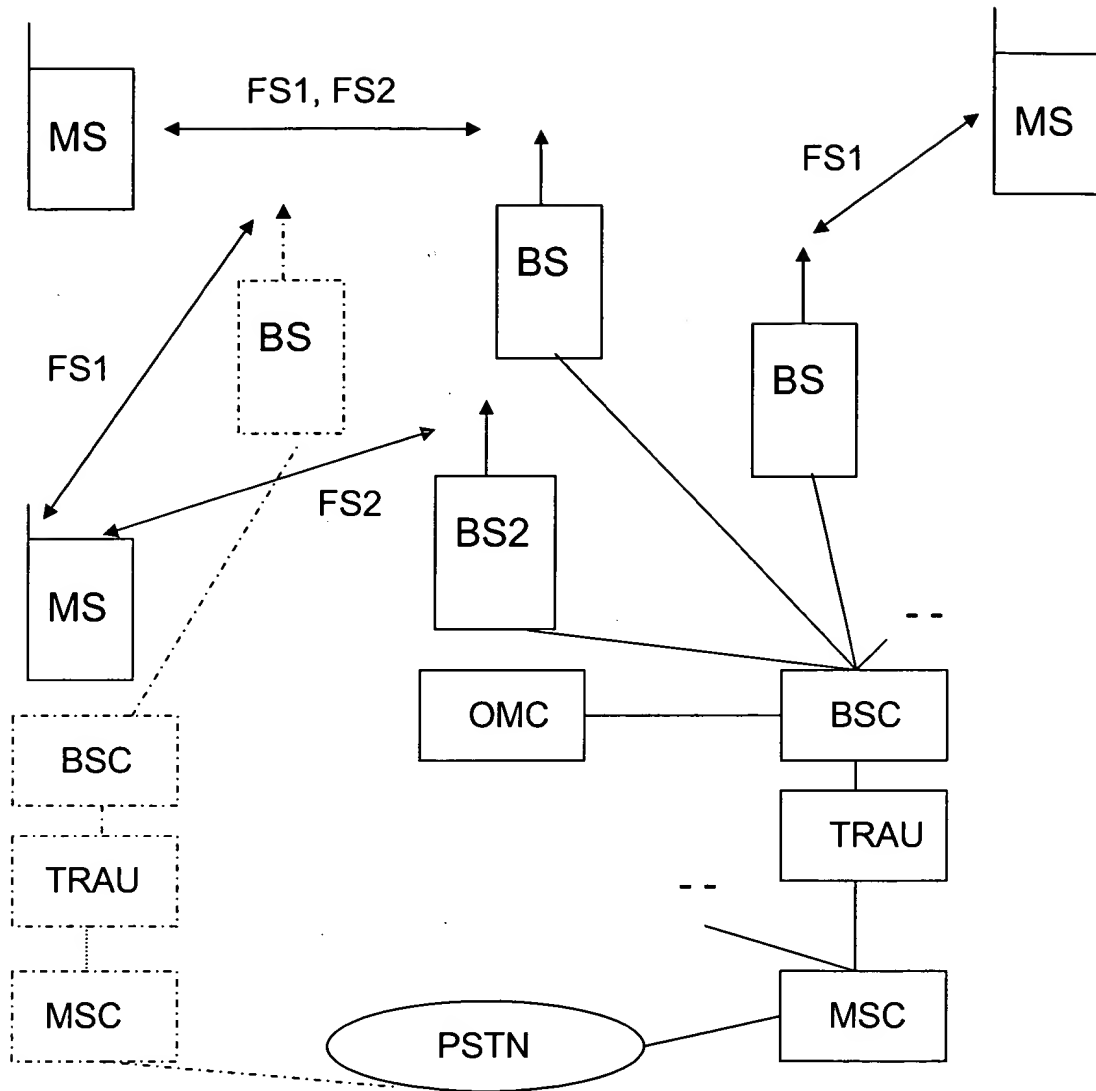 FS1, FS2
MS
MS
FS1
BS
BS
BS
FS1
FS2
BS2
MS
- -
OMC
BSC
BSC
TRAU
TRAU
- -
MSC
MSC
PSTN